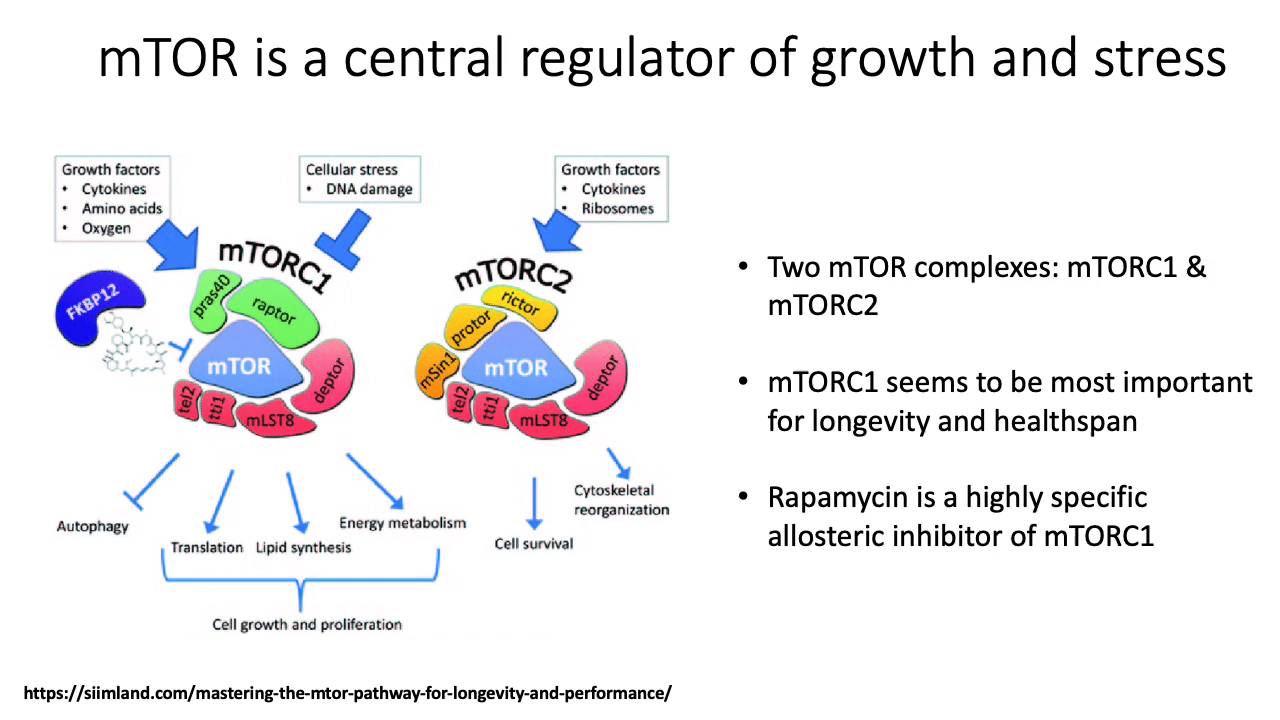 mTOR is a central regulator of growth and stress
Growth factors
• Cytokines
• Amino acids
• Oxygen
Cellular stress
• DNA damage
Growth factors
• Cytokines
• Ribosomes
mTORC1
FKBP12
pras40
raptor
mTOR
deptor
tel2
tti1
mLST8
mTORC2
rictor
protor
mSin1
mTOR
deptor
tel2
tti1
mLST8
Autophagy
Translation
Lipid synthesis
Energy metabolism
Cell growth and proliferation
Cell survival
Cytoskeletal
reorganization
• Two mTOR complexes: mTORC1 &
mTORC2
• mTORC1 seems to be most important
for longevity and healthspan
• Rapamycin is a highly specific
allosteric inhibitor of mTORC1
https://siimland.com/mastering-the-mtor-pathway-for-longevity-and-performance/